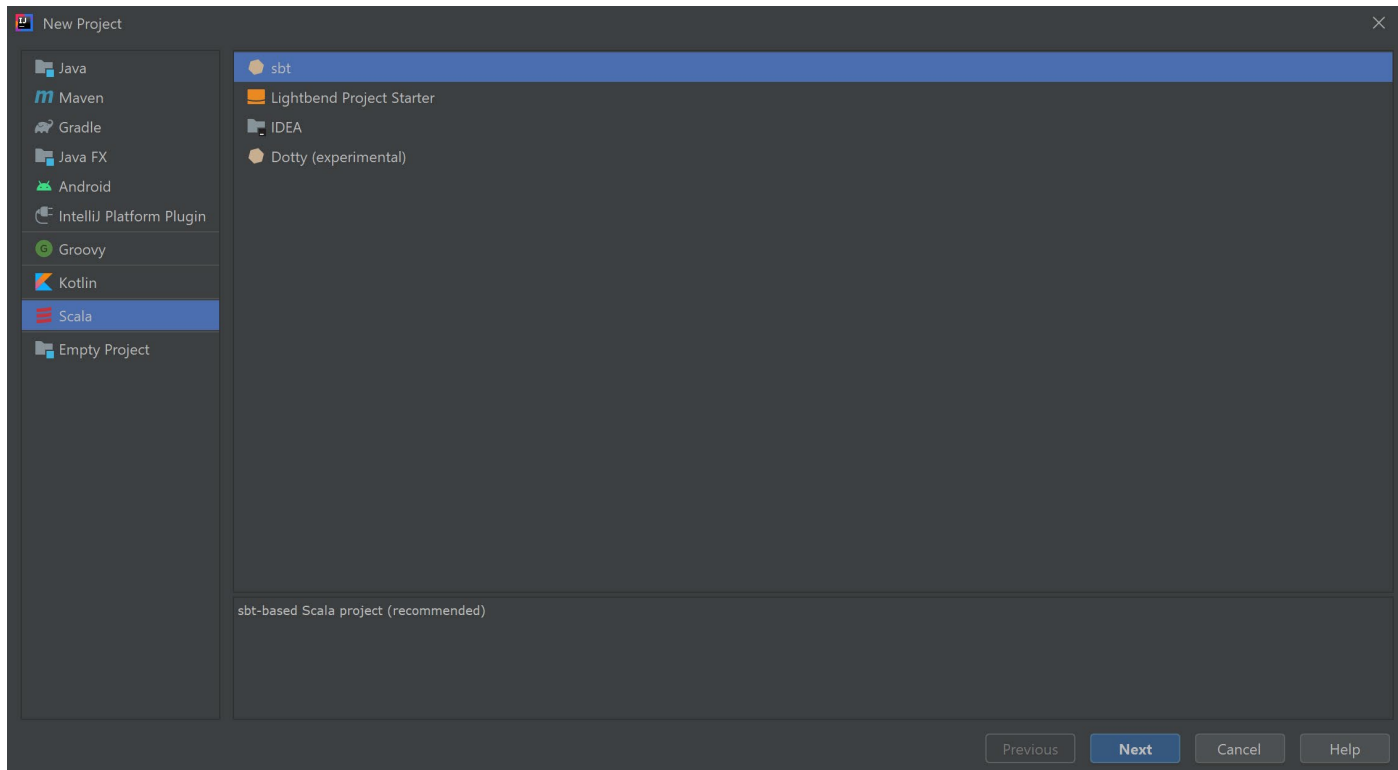 New Project
Java
Maven
Gradle
Java FX
Android
IntelliJ Platform Plugin
Groovy
Kotlin
Scala
Empty Project
sbt
Lightbend Project Starter
IDEA
Dotty (experimental)
sbt-based Scala project (recommended)
Previous
Next
Cancel
Help